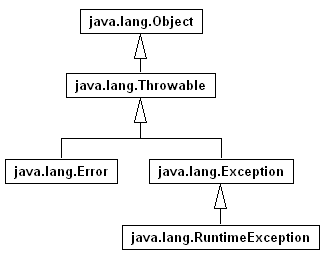 java.lang.Object
java.lang.Throwable
java.lang.Error
java.lang.Exception
java.lang.RuntimeException